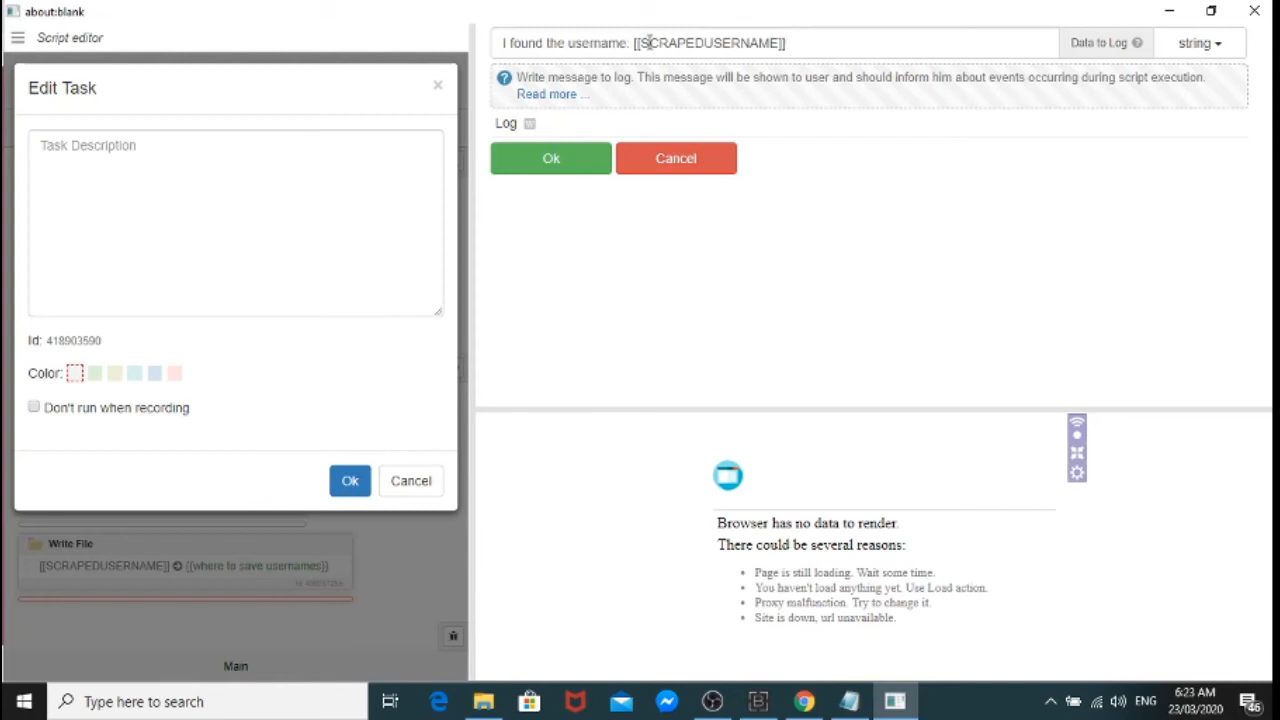 about:blank
Script editor
Edit Task
×
Task Description
Id: 418903590
Color:
Don't run when recording
Ok
Cancel
Write File
[[SCRAPEDUSERNAME]] {{where to save usernames}}
Main
I found the username: [[SCRAPEDUSERNAME]]
Data to Log
string
Write message to log. This message will be shown to user and should inform him about events occurring during script execution.
Read more ...
Log
Ok
Cancel
Browser has no data to render.
There could be several reasons:
Page is still loading. Wait some time.
You haven't load anything yet. Use Load action.
Proxy malfunction. Try to change it.
Site is down, url unavailable.
Type here to search
ENG
6:23 AM
23/03/2020
46